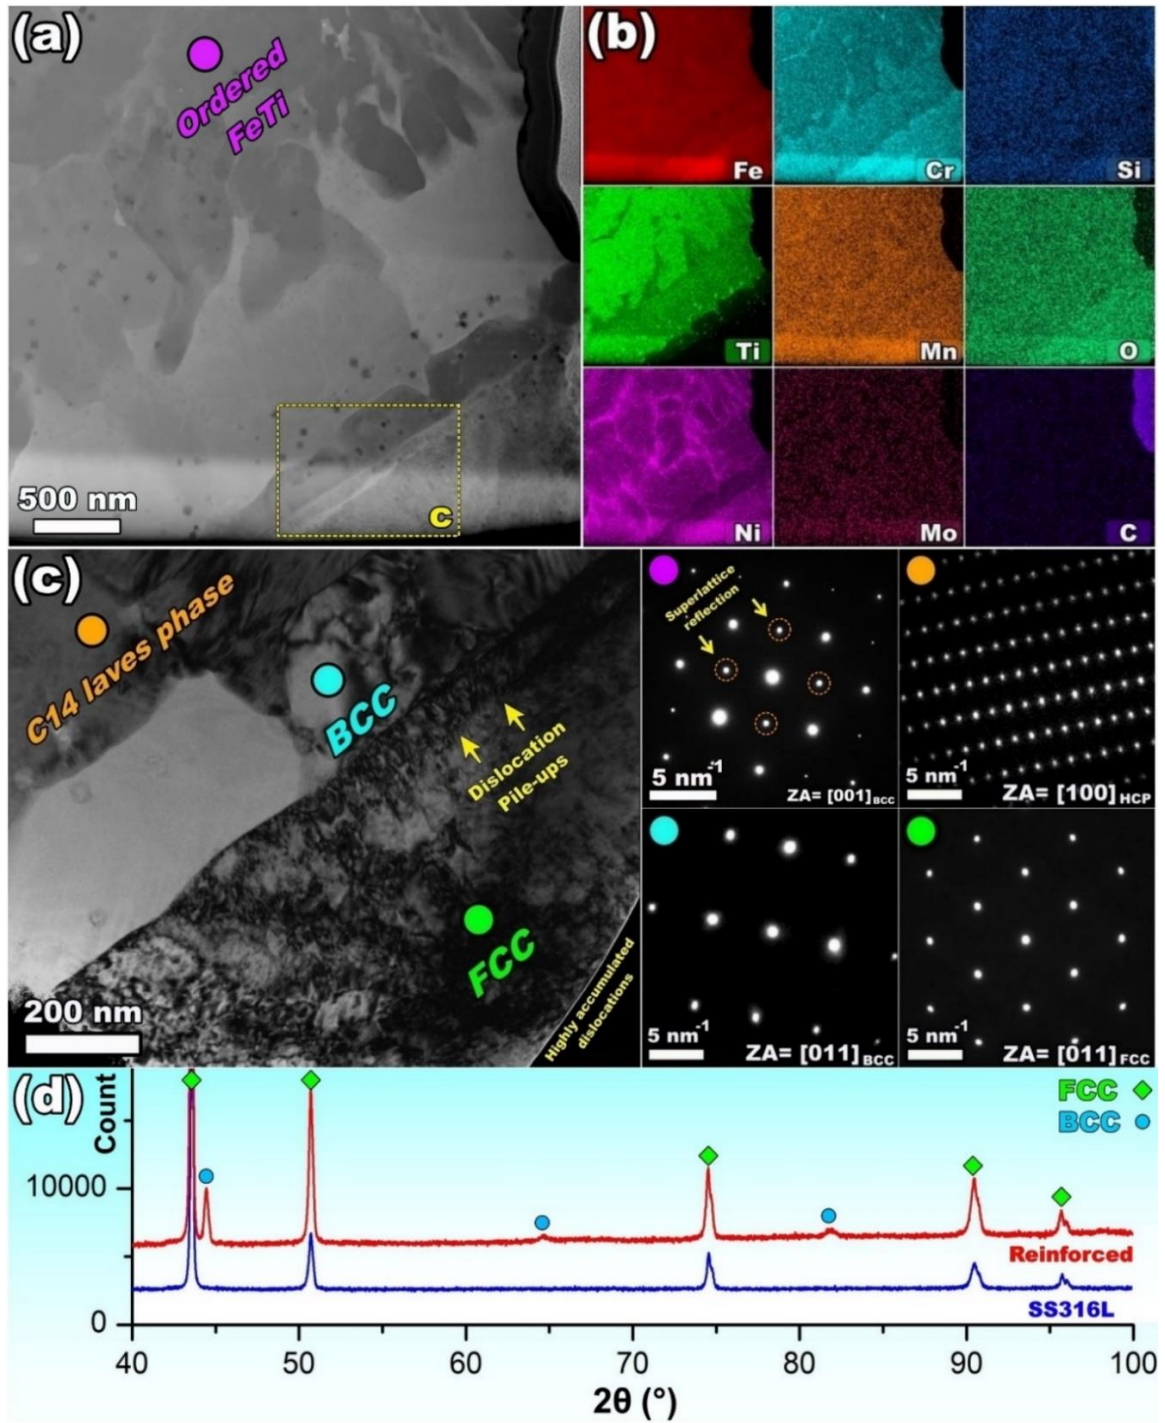 (a)
Ordered
FeTi
500 nm
C
(b)
Fe
Cr
Si
Ti
Mn
O
Ni
Mo
C
(c)
C14 laves phase
BCC
Dislocation
Pile-ups
FCC
200 nm
Highly accumulated
dislocations
Superlattice
reflection
5 nm⁻¹
ZA= [001]BCC
5 nm⁻¹
ZA= [100]HCP
5 nm⁻¹
ZA= [011]BCC
5 nm⁻¹
ZA= [011]FCC
(d)
Count
10000
0
FCC
BCC
Reinforced
SS316L
40 50 60 70 80 90 100
2θ (°)